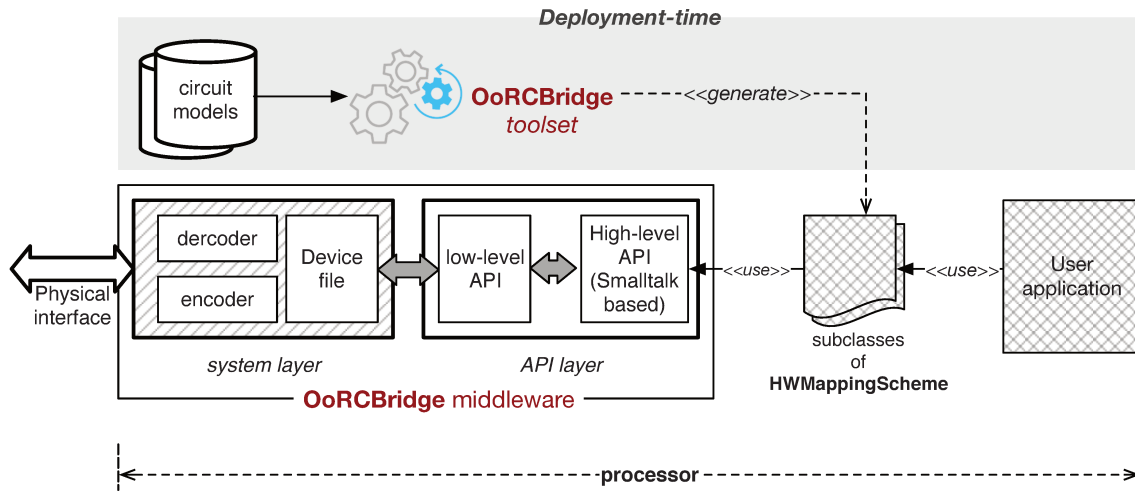 Deployment-time
circuit
models
OoRCBridge
toolset
<<generate>>
dercoder
encoder
Device
file
low-level
API
High-level
API
(Smalltalk
based)
<<use>>
<<use>>
User
application
Physical
interface
system layer
API layer
subclasses
of
HWMappingScheme
OoRCBridge middleware
processor